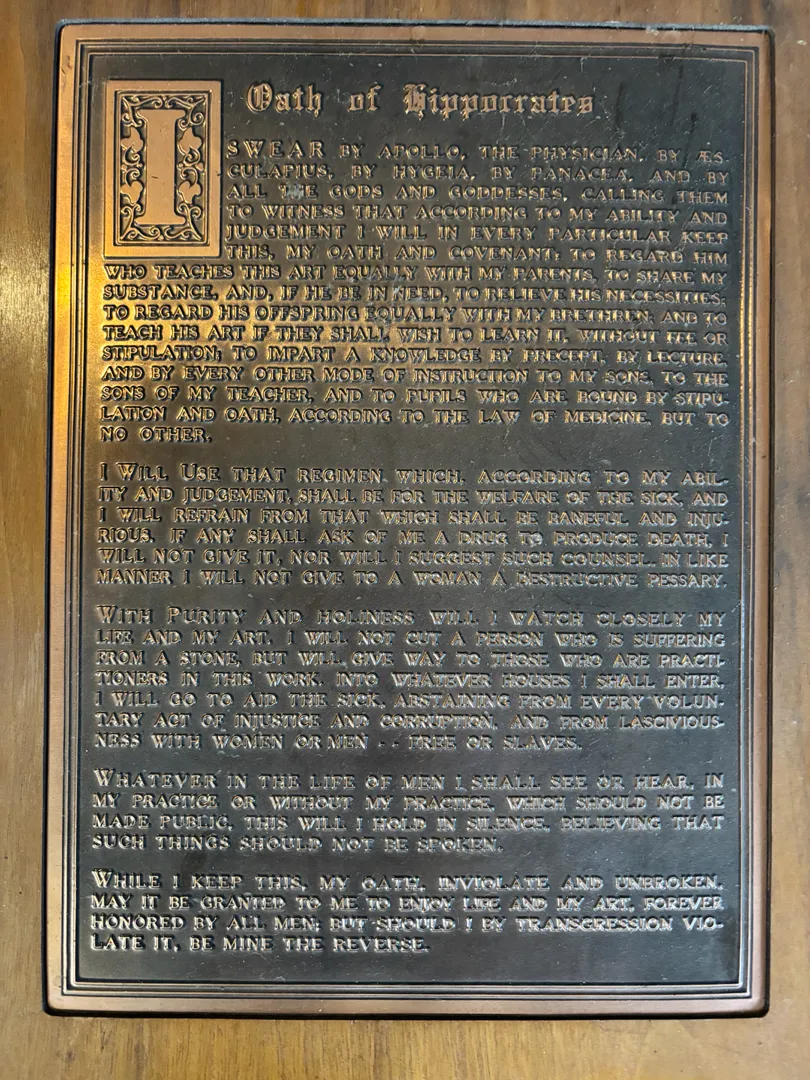 Oath of Hippocrates
I SWEAR BY APOLLO, THE PHYSICIAN, BY ÆS-
CULAPIUS, BY HYGEIA, BY PANACEA, AND BY
ALL THE GODS AND GODDESSES, CALLING THEM
TO WITNESS THAT ACCORDING TO MY ABILITY AND
JUDGEMENT I WILL IN EVERY PARTICULAR KEEP
THIS, MY OATH AND COVENANT: TO REGARD HIM
WHO TEACHES THIS ART EQUALLY WITH MY PARENTS, TO SHARE MY
SUBSTANCE, AND, IF HE BE IN NEED, TO RELIEVE HIS NECESSITIES;
TO REGARD HIS OFFSPRING EQUALLY WITH MY BRETHREN; AND TO
TEACH HIS ART IF THEY SHALL WISH TO LEARN IT, WITHOUT FEE OR
STIPULATION; TO IMPART A KNOWLEDGE BY PRECEPT, BY LECTURE,
AND BY EVERY OTHER MODE OF INSTRUCTION TO MY SONS, TO THE
SONS OF MY TEACHER, AND TO PUPILS WHO ARE BOUND BY STIPU-
LATION AND OATH, ACCORDING TO THE LAW OF MEDICINE, BUT TO
NO OTHER.
I WILL USE THAT REGIMEN WHICH, ACCORDING TO MY ABIL-
ITY AND JUDGEMENT, SHALL BE FOR THE WELFARE OF THE SICK, AND
I WILL REFRAIN FROM THAT WHICH SHALL BE BANEFUL AND INJU-
RIOUS. IF ANY SHALL ASK OF ME A DRUG TO PRODUCE DEATH, I
WILL NOT GIVE IT, NOR WILL I SUGGEST SUCH COUNSEL. IN LIKE
MANNER I WILL NOT GIVE TO A WOMAN A DESTRUCTIVE PESSARY.
WITH PURITY AND HOLINESS WILL I WATCH CLOSELY MY
LIFE AND MY ART. I WILL NOT CUT A PERSON WHO IS SUFFERING
FROM A STONE, BUT WILL GIVE WAY TO THOSE WHO ARE PRACTI-
TIONERS IN THIS WORK. INTO WHATEVER HOUSES I SHALL ENTER,
I WILL GO TO AID THE SICK, ABSTAINING FROM EVERY VOLUN-
TARY ACT OF INJUSTICE AND CORRUPTION, AND FROM LASCIVIOUS-
NESS WITH WOMEN OR MEN - - FREE OR SLAVES.
WHATEVER IN THE LIFE OF MEN I SHALL SEE OR HEAR, IN
MY PRACTICE OR WITHOUT MY PRACTICE, WHICH SHOULD NOT BE
MADE PUBLIC, THIS WILL I HOLD IN SILENCE, BELIEVING THAT
SUCH THINGS SHOULD NOT BE SPOKEN.
WHILE I KEEP THIS, MY OATH, INVIOLATE AND UNBROKEN,
MAY IT BE GRANTED TO ME TO ENJOY LIFE AND MY ART, FOREVER
HONORED BY ALL MEN; BUT SHOULD I BY TRANSGRESSION VIO-
LATE IT, BE MINE THE REVERSE.